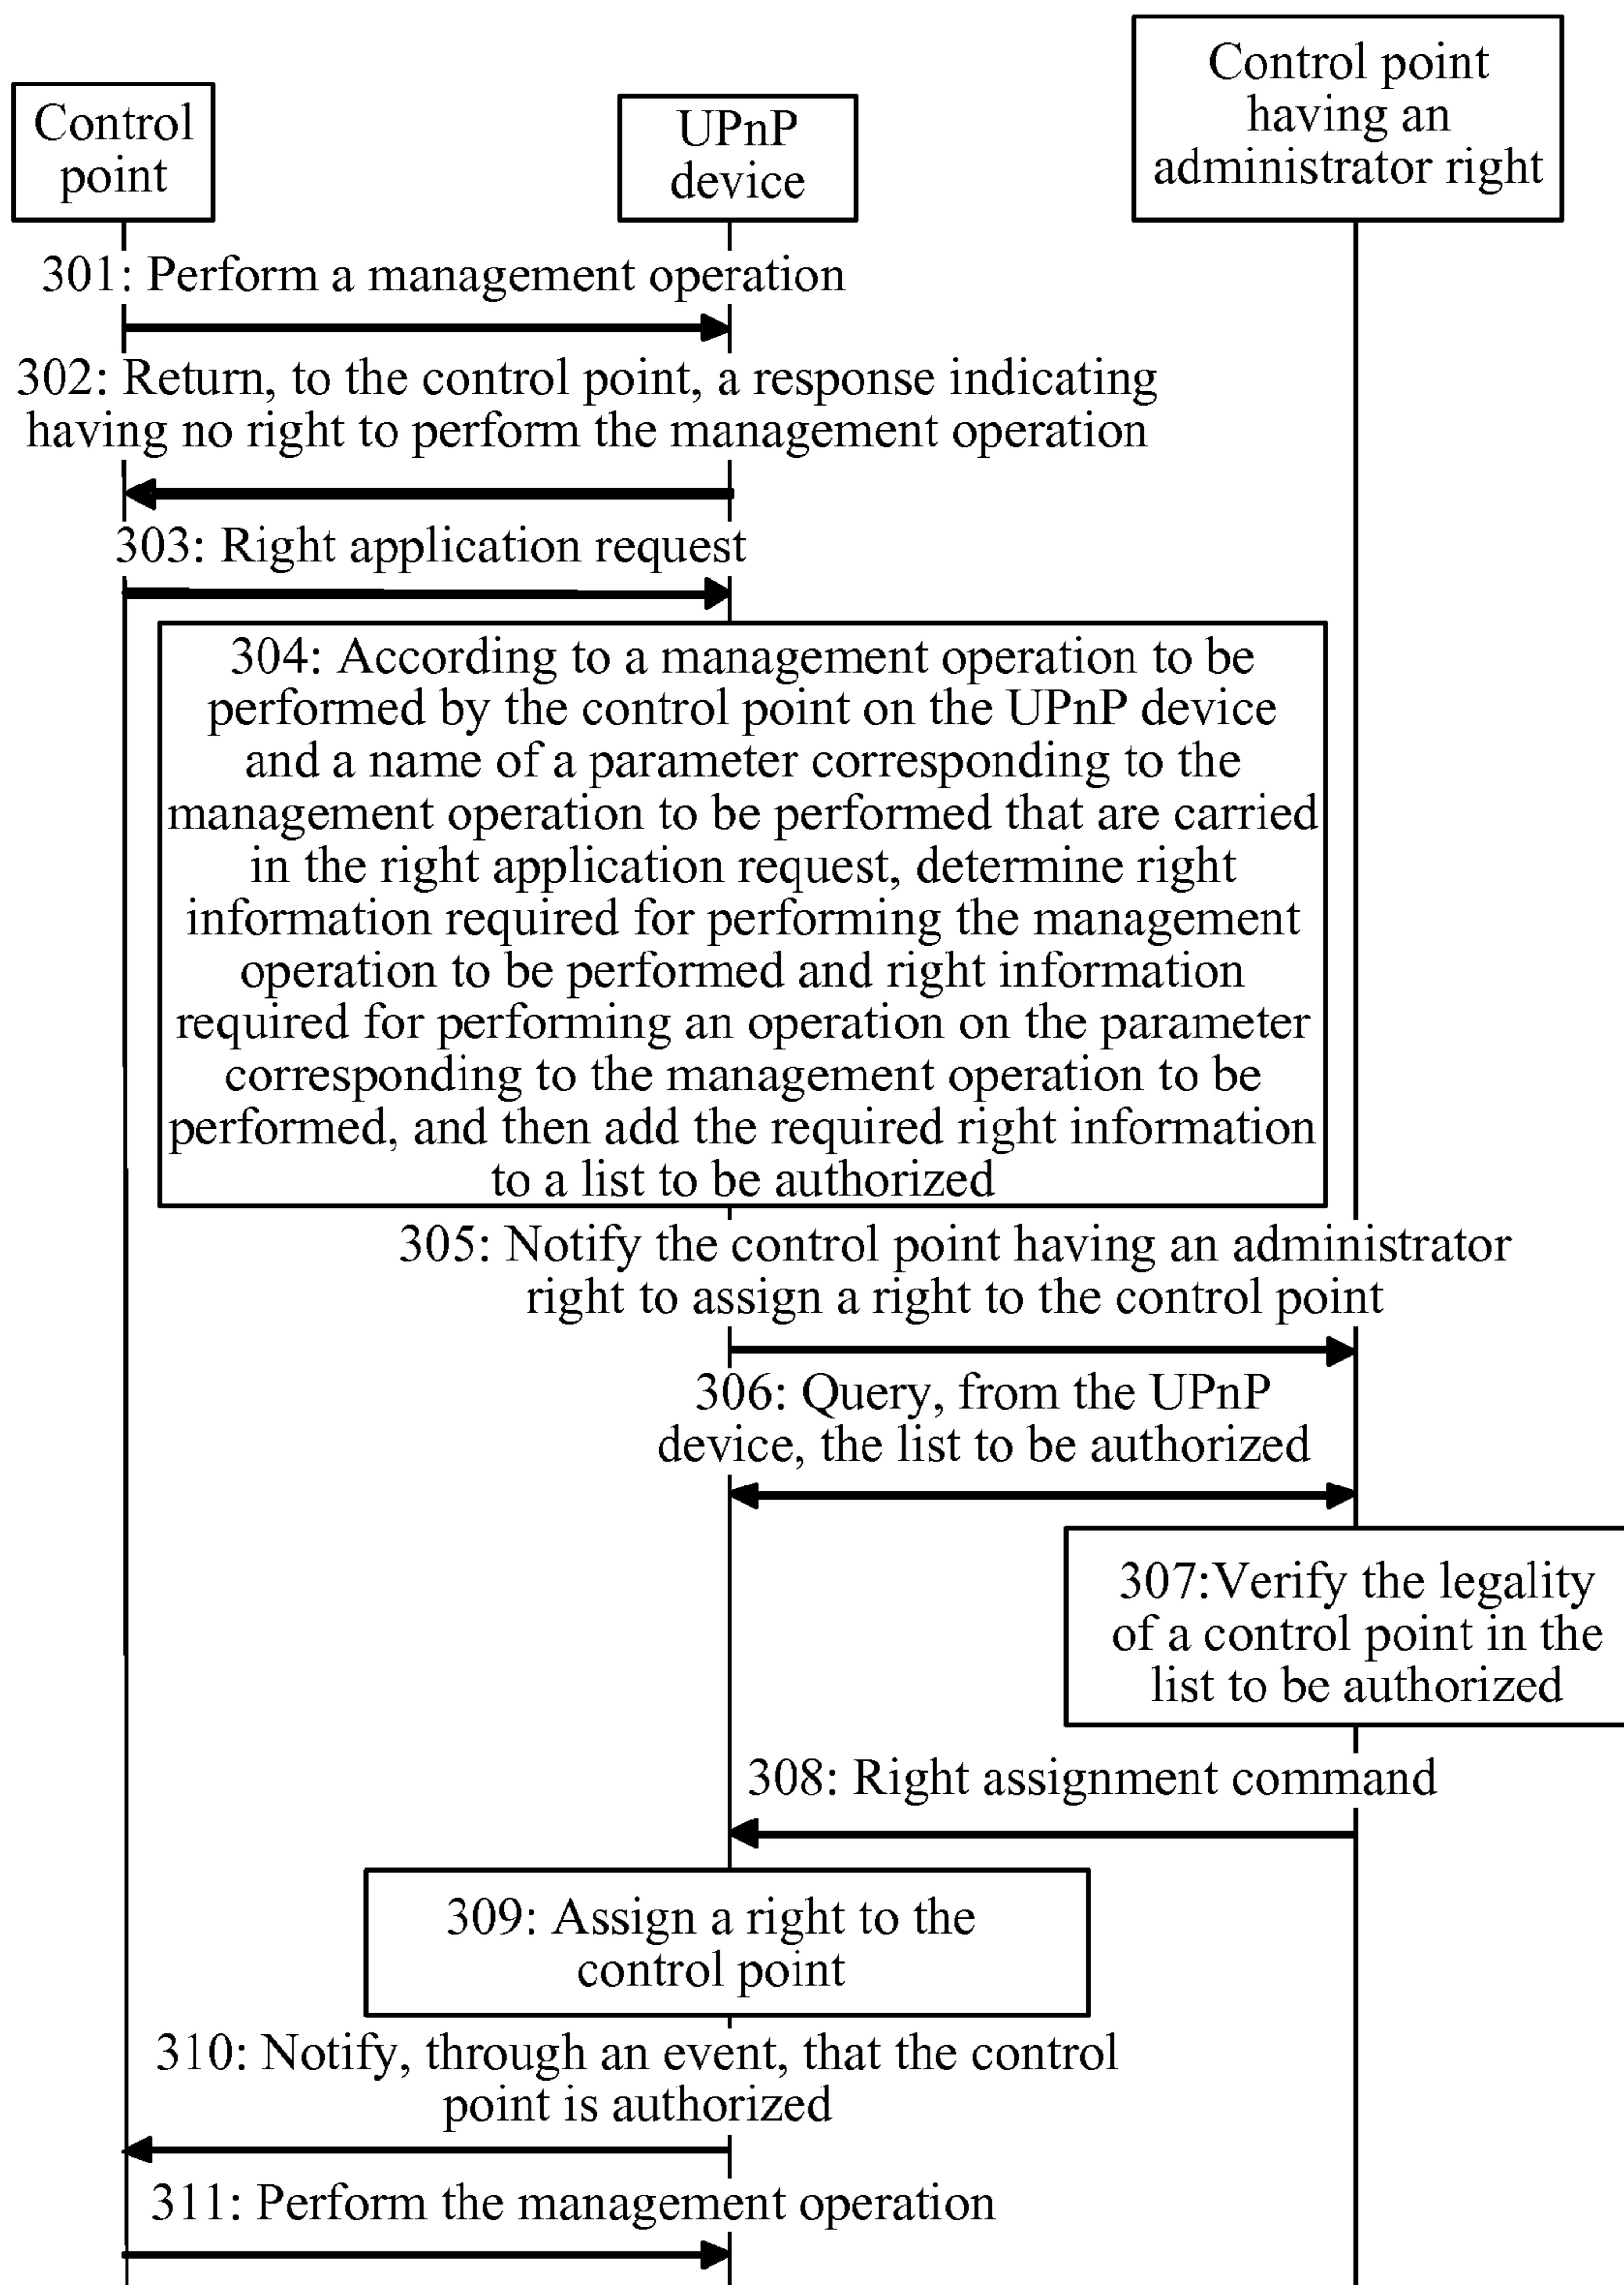 Control
point
UPnP
device
Control point
having an
administrator right
301: Perform a management operation
302: Return, to the control point, a response indicating
having no right to perform the management operation
303: Right application request
304: According to a management operation to be
performed by the control point on the UPnP device
and a name of a parameter corresponding to the
management operation to be performed that are carried
in the right application request, determine right
information required for performing the management
operation to be performed and right information
required for performing an operation on the parameter
corresponding to the management operation to be
performed, and then add the required right information
to a list to be authorized
305: Notify the control point having an administrator
right to assign a right to the control point
306: Query, from the UPnP
device, the list to be authorized
307:Verify the legality
of a control point in the
list to be authorized
308: Right assignment command
309: Assign a right to the
control point
310: Notify, through an event, that the control
point is authorized
311: Perform the management operation